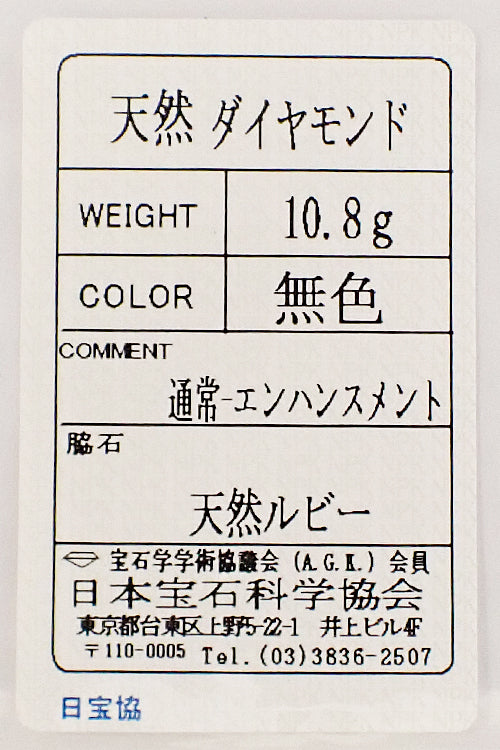 天然 ダイヤモンド
WEIGHT 10.8g
COLOR 無色
COMMENT
通常-エンハンスメント
脇石
天然ルビー
宝石学学術協議会 (A.G.K.) 会員
日本宝石科学協会
東京都台東区上野5-22-1 井上ビル4F
〒110-0005 Tel.(03)3836-2507
日宝協